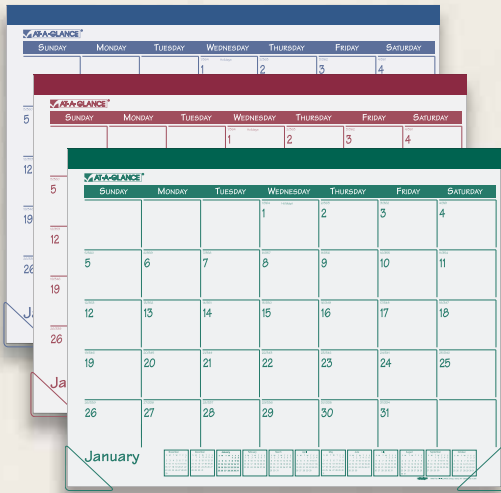 AT-A-GLANCE®
SUNDAY MONDAY TUESDAY WEDNESDAY THURSDAY FRIDAY SATURDAY
1 2 3 4
5
12
19
26
Ja
AT-A-GLANCE®
SUNDAY MONDAY TUESDAY WEDNESDAY THURSDAY FRIDAY SATURDAY
1 2 3 4
5
12
19
26
Ja
AT-A-GLANCE®
SUNDAY MONDAY TUESDAY WEDNESDAY THURSDAY FRIDAY SATURDAY
1 2 3 4
5 6 7 8 9 10 11
12 13 14 15 16 17 18
19 20 21 22 23 24 25
26 27 28 29 30 31
January